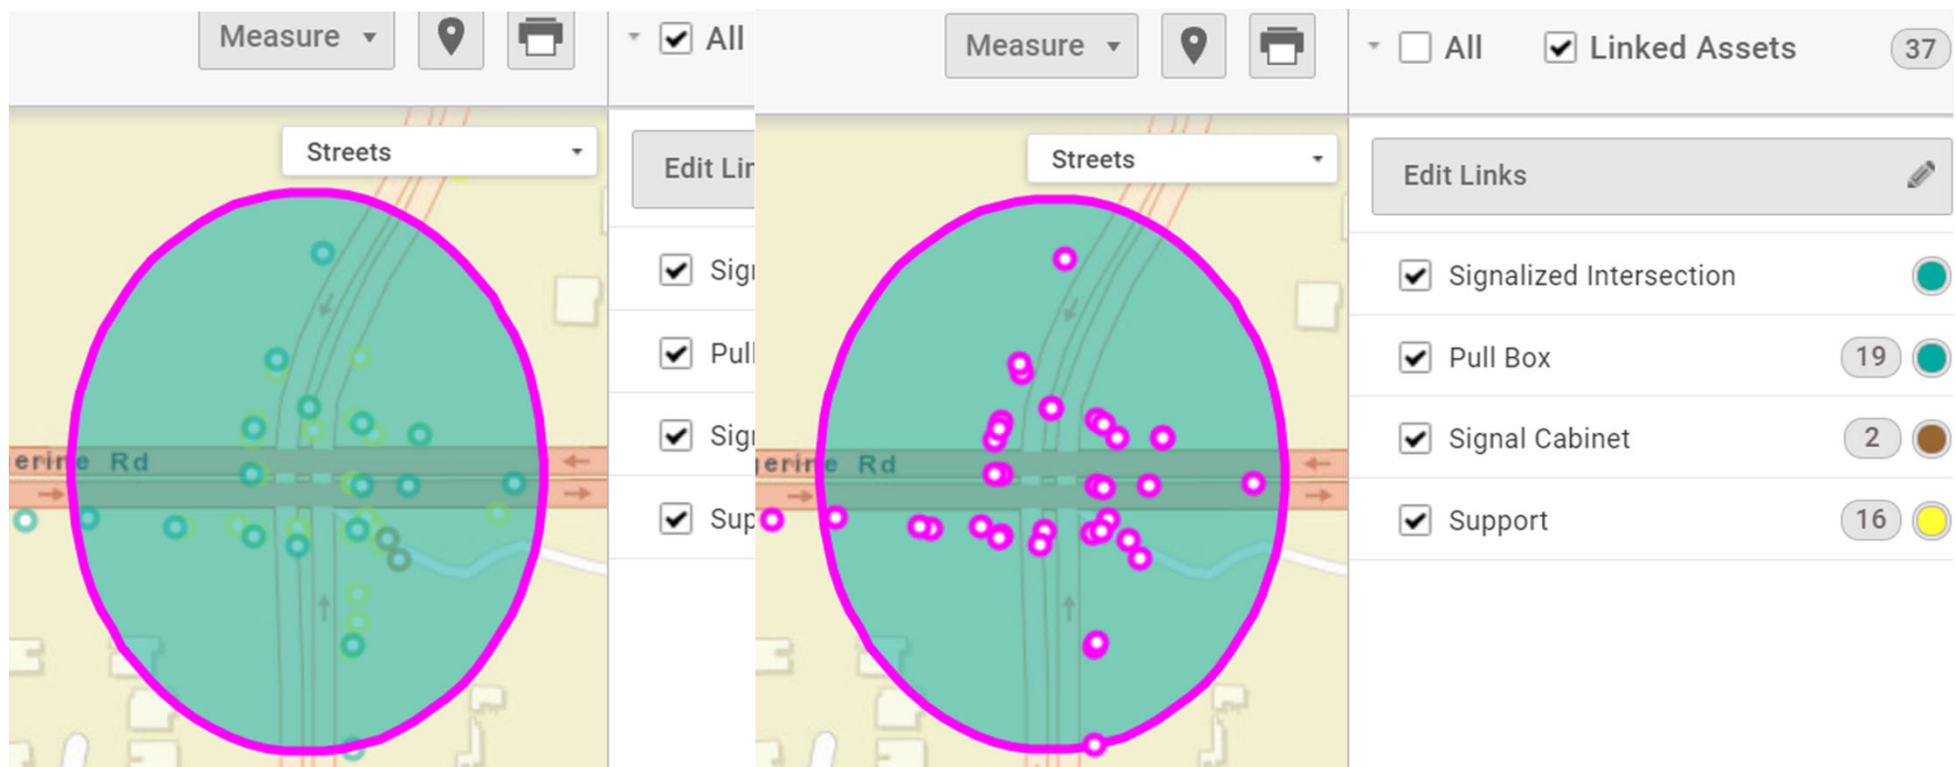 Measure
All
Streets
Edit Lin
Sign
Pull
Sign
Sup
erine Rd
Measure
All Linked Assets 37
Streets
Edit Links
Signalized Intersection
Pull Box 19
Signal Cabinet 2
Support 16
gerine Rd